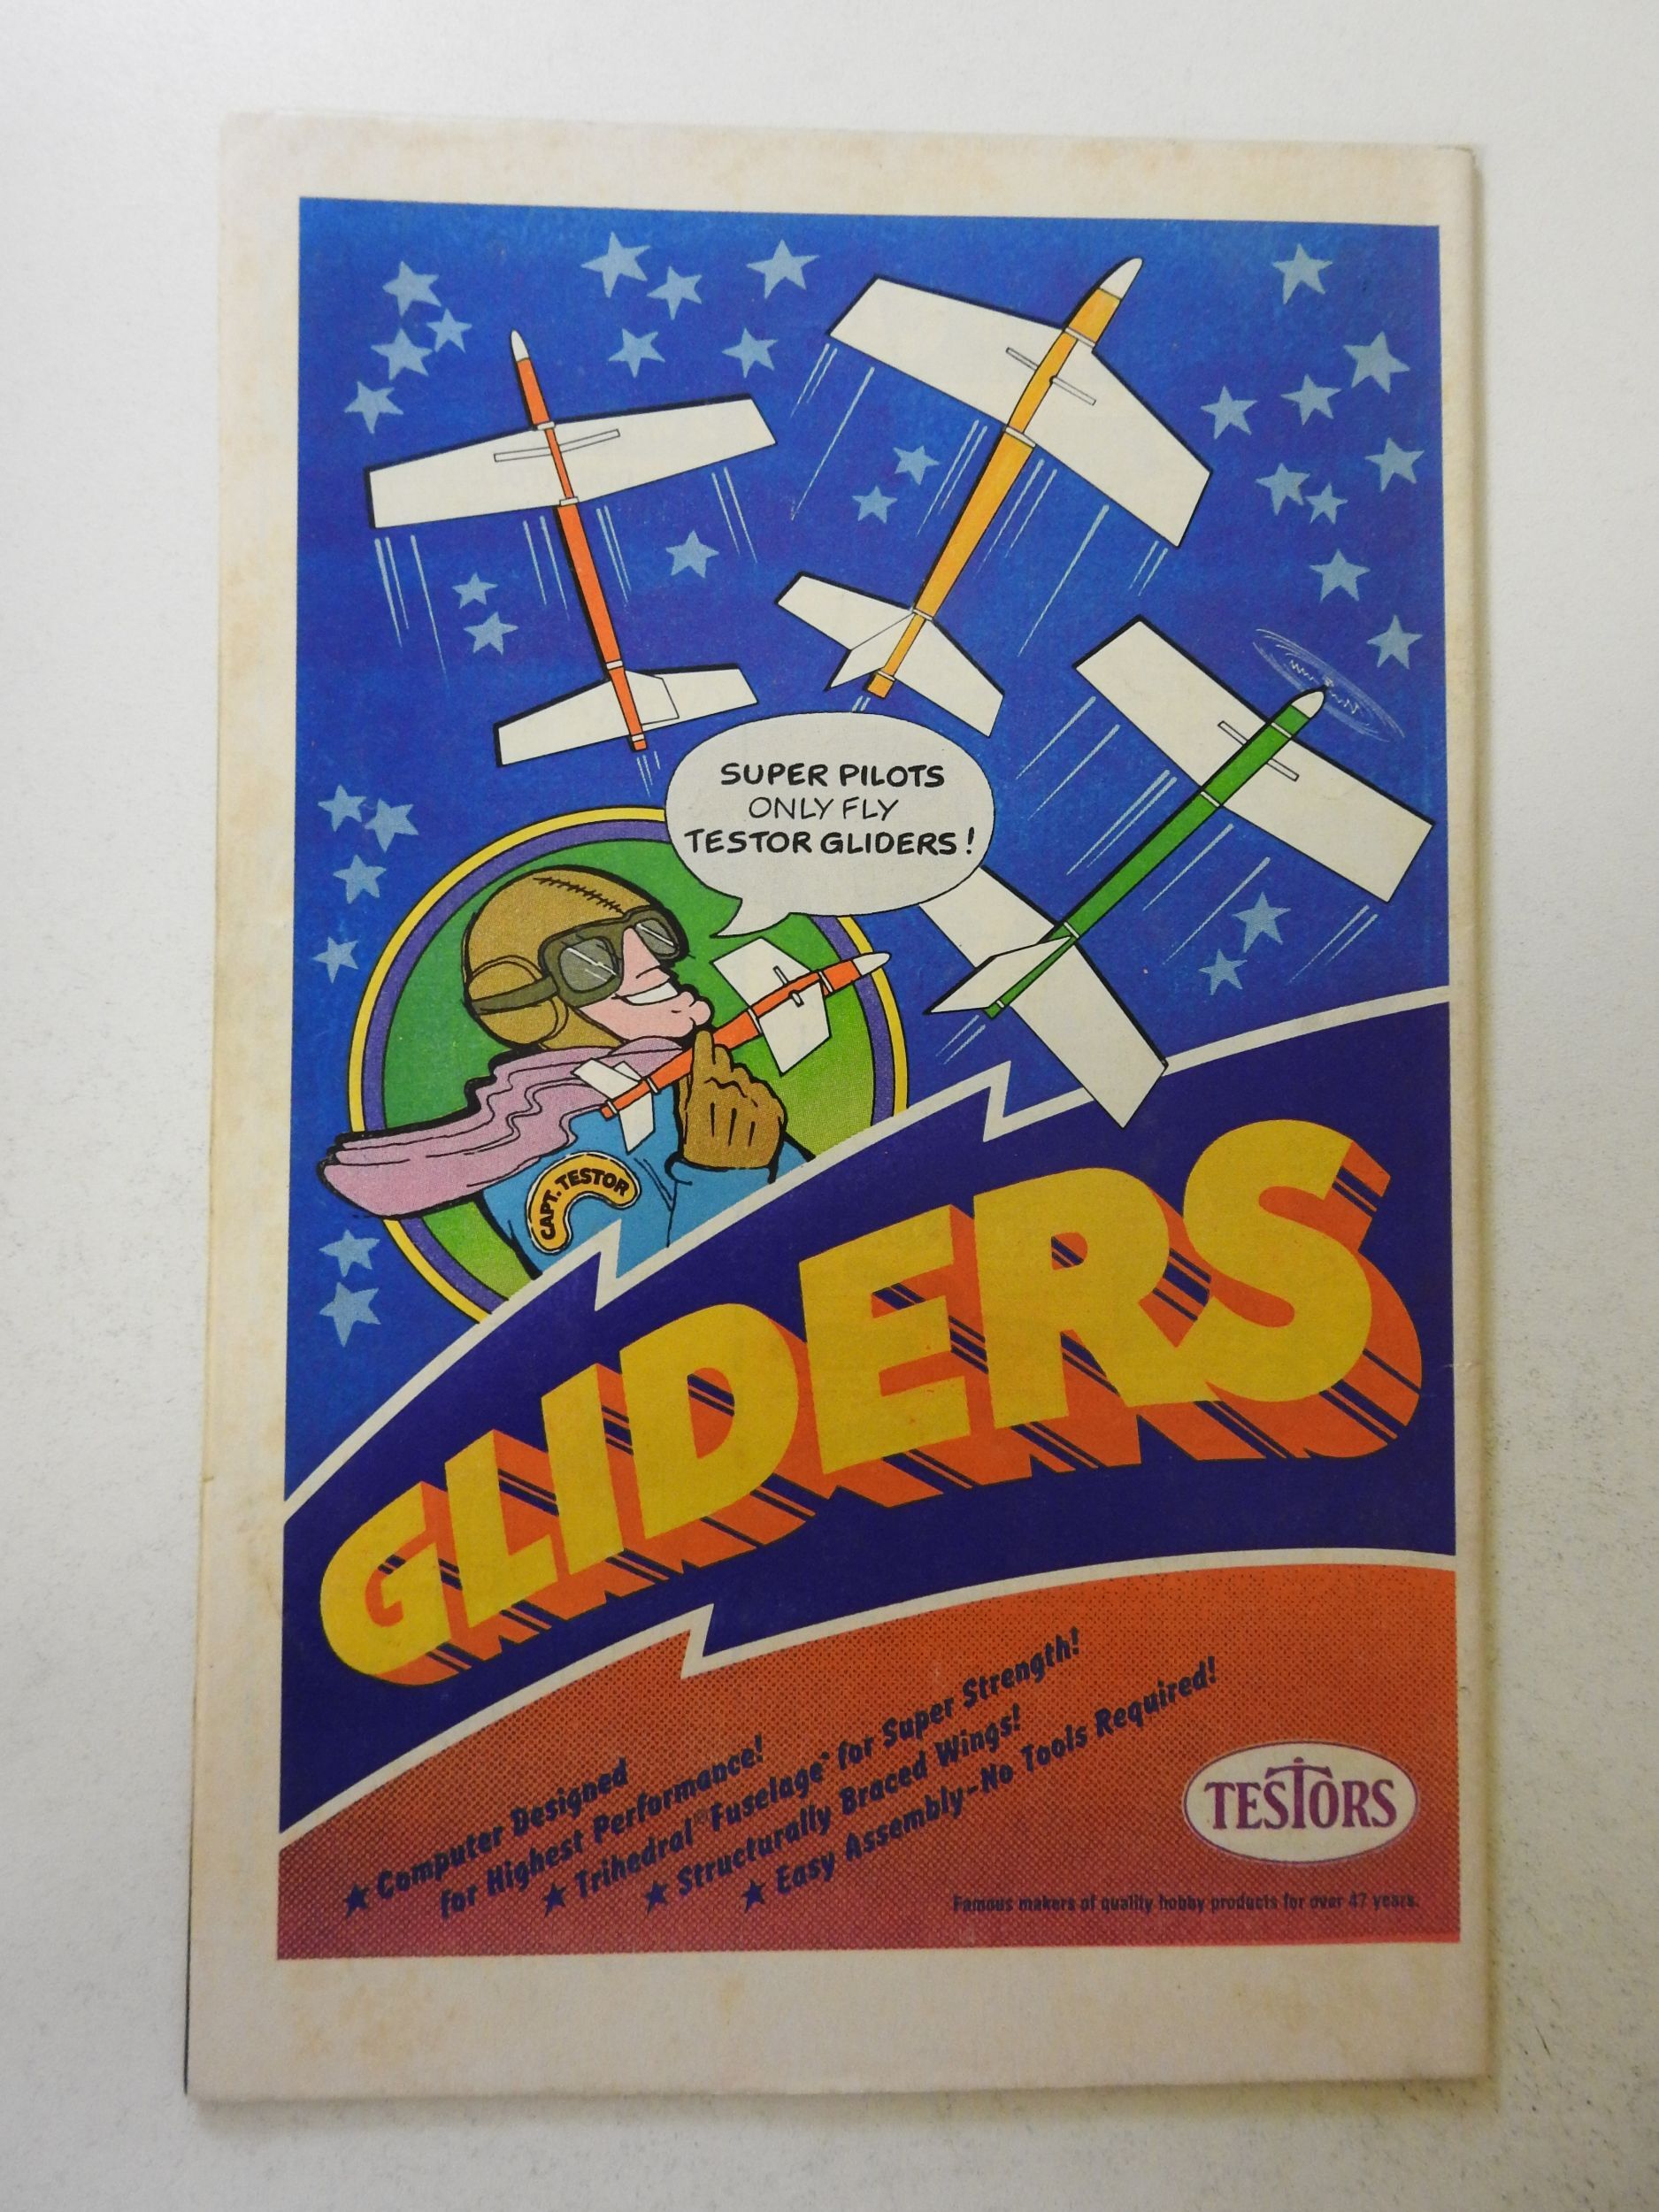 SUPER PILOTS
ONLY FLY
TESTOR GLIDERS!
CAPT. TESTOR
GLIDERS
★ Computer Designed
for Highest Performance!
★ Trihedral® Fuselage* for Super Strength!
★ Structurally Braced Wings!
★ Easy Assembly-No Tools Required!
TESTORS
Famous makers of quality hobby products for over 47 years.